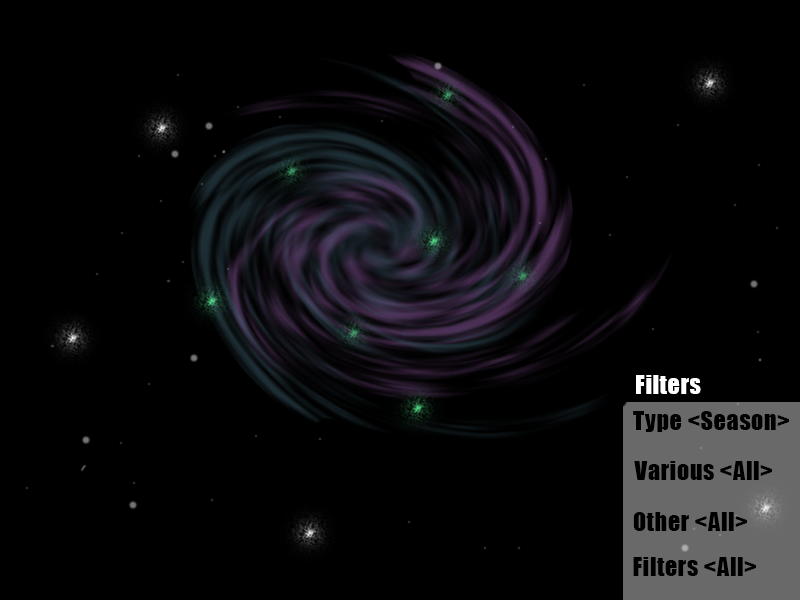 Filters
Type <Season>
Various <All>
Other <All>
Filters <All>